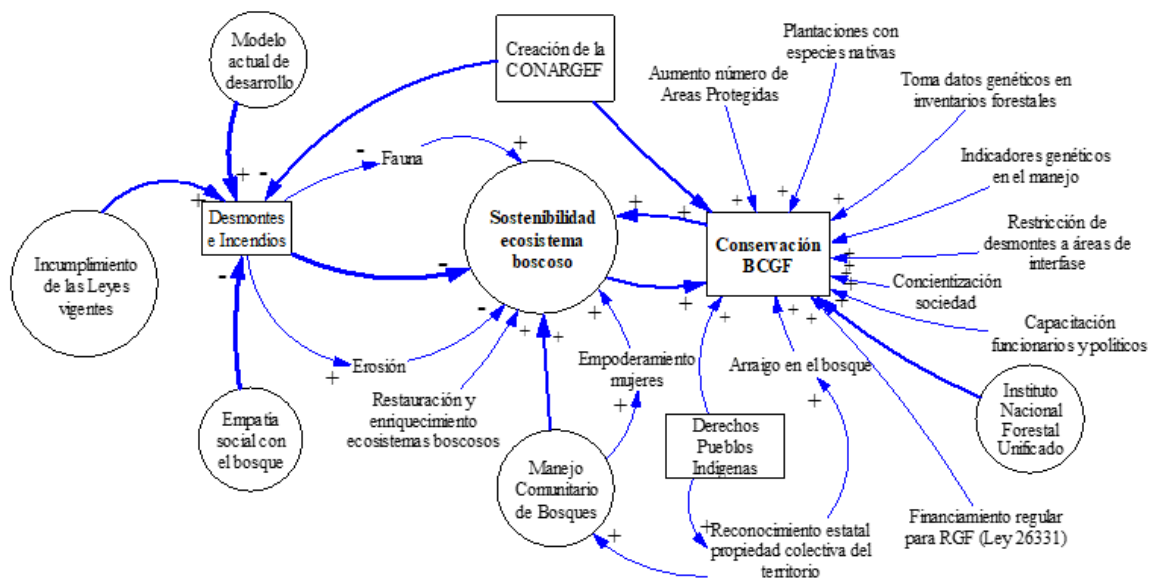 Modelo
actual de
desarrollo
Creación de la
CONARGEF
Plantaciones con
especies nativas
Aumento número de
Areas Protegidas
Toma datos genéticos en
inventarios forestales
Fauna
Indicadores genéticos
en el manejo
Desmontes
e Incendios
Sostenibilidad
ecosistema
boscoso
Conservación
BCGF
Restricción de
desmontes a áreas de
interfase
Incumplimiento
de las Leyes
vigentes
Concientización
sociedad
Capacitación
funcionarios y políticos
Erosión
Empoderamiento
mujeres
Arraigo en el bosque
Restauración y
enriquecimiento
ecosistemas boscosos
Instituto
Nacional
Forestal
Unificado
Empatía
social con
el bosque
Derechos
Pueblos
Indígenas
Manejo
Comunitario
de Bosques
Reconocimiento estatal
propiedad colectiva del
territorio
Financiamiento regular
para RGF (Ley 26331)